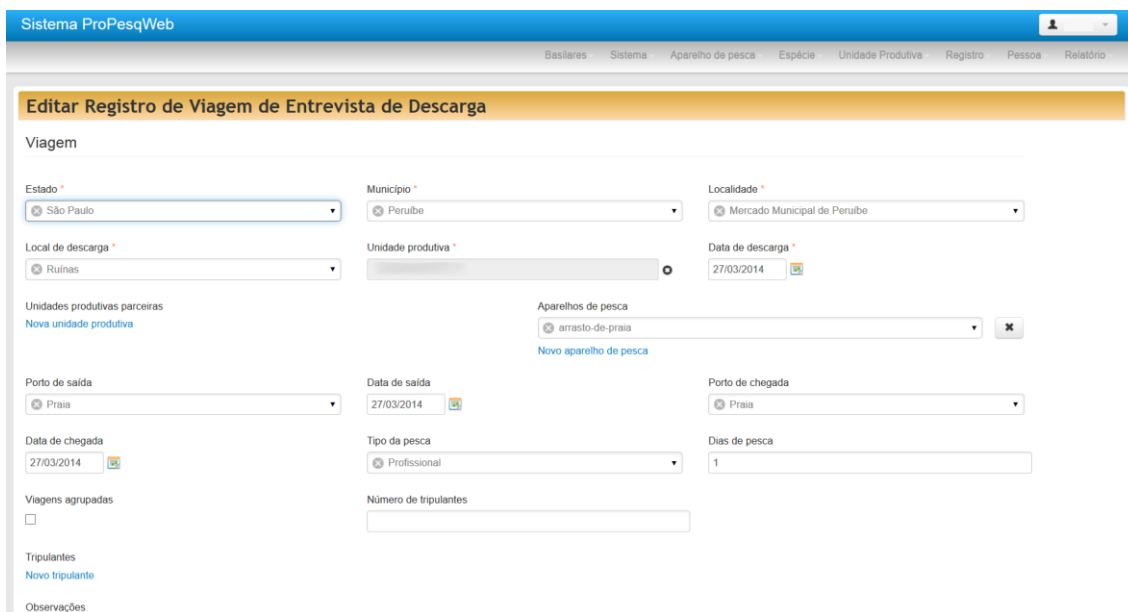 Sistema ProPesqWeb
Basilares Sistema Aparelho de pesca Espécie Unidade Produtiva Registro Pessoa Relatório
Editar Registro de Viagem de Entrevista de Descarga
Viagem
Estado * Município * Localidade *
São Paulo Peruíbe Mercado Municipal de Peruíbe
Local de descarga * Unidade produtiva * Data de descarga *
Ruínas 27/03/2014
Unidades produtivas parceiras Aparelhos de pesca
Nova unidade produtiva
arrasto-de-praia
Novo aparelho de pesca
Porto de saída Data de saída Porto de chegada
Praia 27/03/2014 Praia
Data de chegada Tipo da pesca Dias de pesca
27/03/2014 Profissional 1
Viagens agrupadas Número de tripulantes
Tripulantes
Novo tripulante
Observações